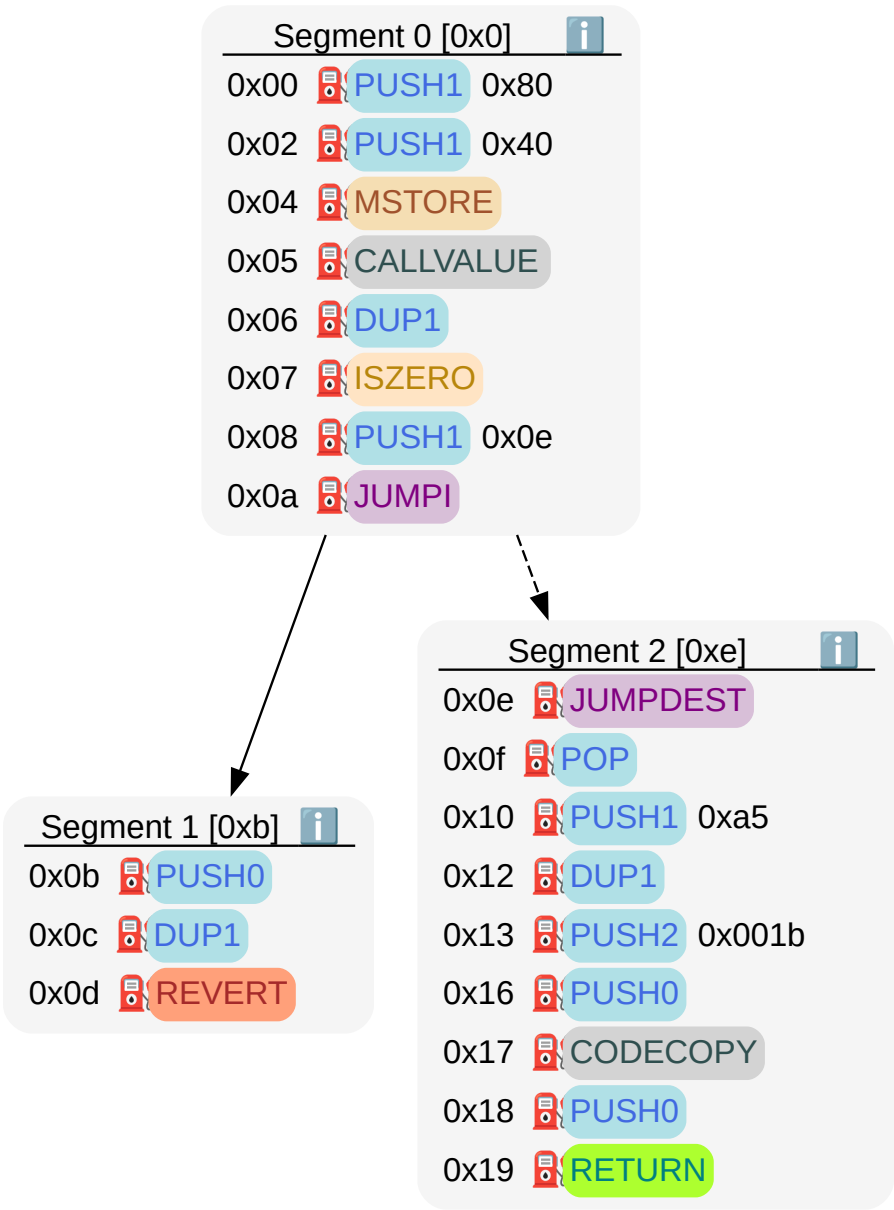 Segment 0 [0x0] ℹ️
0x00 ⛽PUSH1 0x80
0x02 ⛽PUSH1 0x40
0x04 ⛽MSTORE
0x05 ⛽CALLVALUE
0x06 ⛽DUP1
0x07 ⛽ISZERO
0x08 ⛽PUSH1 0x0e
0x0a ⛽JUMPI
Segment 1 [0xb] ℹ️
0x0b ⛽PUSH0
0x0c ⛽DUP1
0x0d ⛽REVERT
Segment 2 [0xe] ℹ️
0x0e ⛽JUMPDEST
0x0f ⛽POP
0x10 ⛽PUSH1 0xa5
0x12 ⛽DUP1
0x13 ⛽PUSH2 0x001b
0x16 ⛽PUSH0
0x17 ⛽CODECOPY
0x18 ⛽PUSH0
0x19 ⛽RETURN